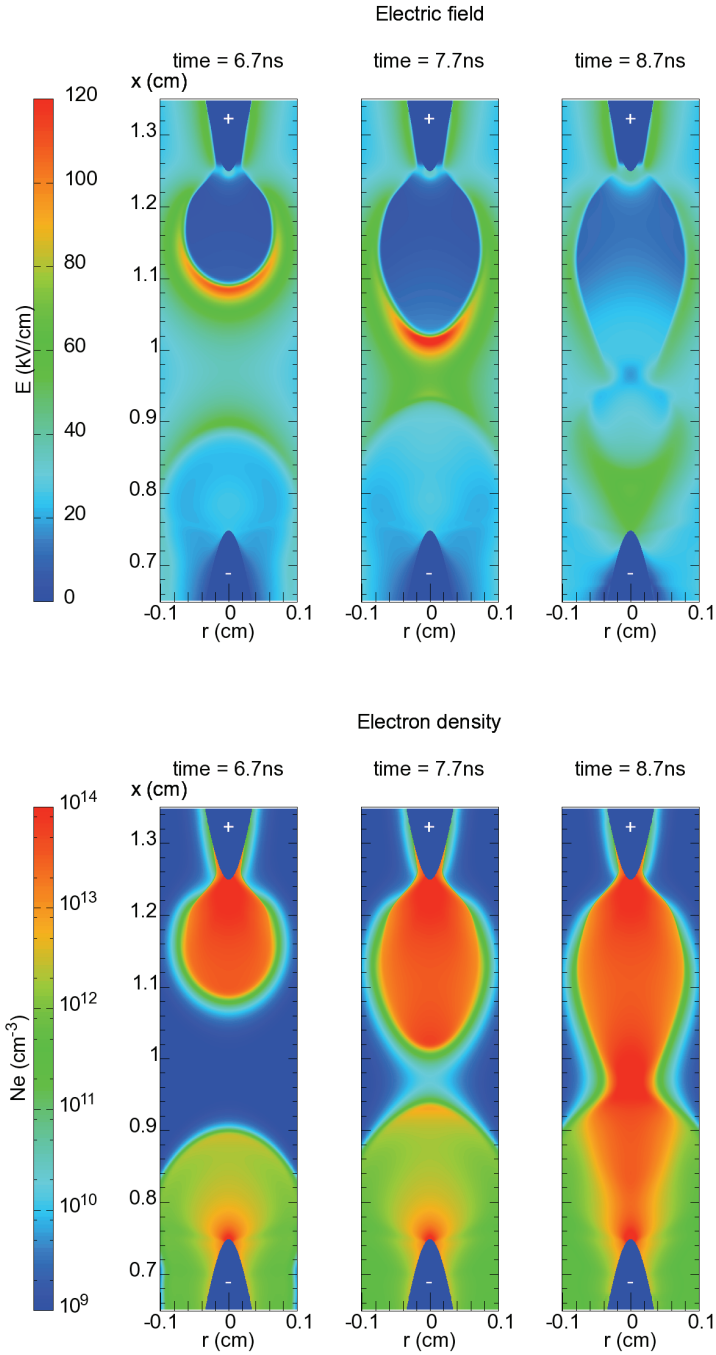 Electric field
time = 6.7ns time = 7.7ns time = 8.7ns
x (cm)
120
100
80
60
40
20
0
E (kV/cm)
1.3
1.2
1.1
1
0.9
0.8
0.7
+ + +
- - -
-0.1 0 0.1 -0.1 0 0.1 -0.1 0 0.1
r (cm) r (cm) r (cm)
Electron density
time = 6.7ns time = 7.7ns time = 8.7ns
x (cm)
10^14
10^13
10^12
10^11
10^10
10^9
Ne (cm^-3)
1.3
1.2
1.1
1
0.9
0.8
0.7
+ + +
- - -
-0.1 0 0.1 -0.1 0 0.1 -0.1 0 0.1
r (cm) r (cm) r (cm)